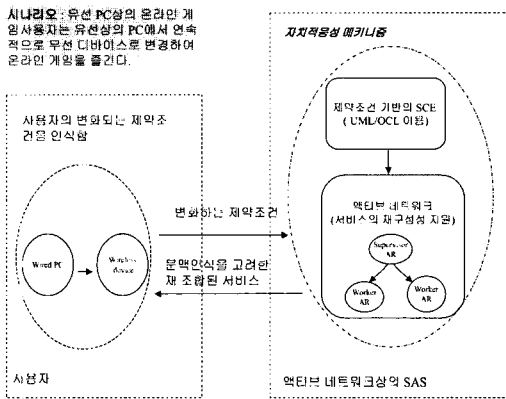 시나리오 : 유선 PC상의 온라인 게
임사용자는 유선상의 PC에서 연속
적으로 무선 디바이스로 변경하여
온라인 게임을 즐긴다.
사용자의 변화되는 제약조
건을 인식함
Wired PC
Wireless
device
사용자
변화하는 제약조건
문맥인식을 고려한
재 조합된 서비스
자치적응성 메카니즘
제약조건 기반의 SCE
( UML/OCL 이용)
액티브 네트워크
(서비스의 재구성성 지원)
Supervisor
AR
Worker
AR
Worker
AR
액티브 네트워크상의 SAS